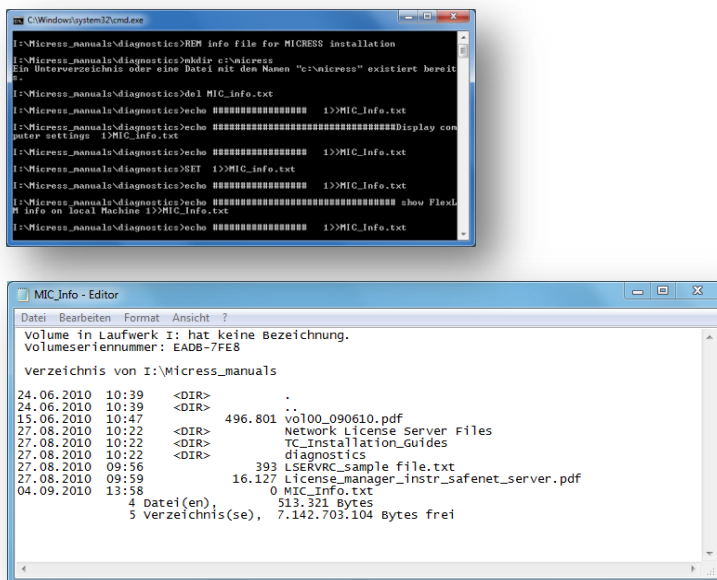 C:\Windows\system32\cmd.exe
I:\Micress_manuals\diagnostics>REM info file for MICRESS installation
I:\Micress_manuals\diagnostics>mkdir c:\micress
Ein Unterverzeichnis oder eine Datei mit dem Namen "c:\micress" existiert bereit
s.
I:\Micress_manuals\diagnostics>del MIC_info.txt
I:\Micress_manuals\diagnostics>echo ################## 1>>MIC_Info.txt
I:\Micress_manuals\diagnostics>echo ###################################Display com
puter settings 1>>MIC_info.txt
I:\Micress_manuals\diagnostics>echo ################## 1>>MIC_Info.txt
I:\Micress_manuals\diagnostics>SET 1>>MIC_info.txt
I:\Micress_manuals\diagnostics>echo ################## 1>>MIC_Info.txt
I:\Micress_manuals\diagnostics>echo ################################### show FlexL
M info on local Machine 1>>MIC_Info.txt
I:\Micress_manuals\diagnostics>echo ################## 1>>MIC_Info.txt
MIC_Info - Editor
Datei Bearbeiten Format Ansicht ?
Volume in Laufwerk I: hat keine Bezeichnung.
Volumeseriennummer: EADB-7FE8
Verzeichnis von I:\Micress_manuals
24.06.2010 10:39 <DIR> .
24.06.2010 10:39 <DIR> ..
15.06.2010 10:47 496.801 vol00_090610.pdf
27.08.2010 10:22 <DIR> Network License Server Files
27.08.2010 10:22 <DIR> TC_Installation_Guides
27.08.2010 10:22 <DIR> diagnostics
27.08.2010 09:56 393 LSERVRC_sample file.txt
27.08.2010 09:59 16.127 License_manager_instr_safenet_server.pdf
04.09.2010 13:58 0 MIC_Info.txt
4 Datei(en), 513.321 Bytes
5 Verzeichnis(se), 7.142.703.104 Bytes frei